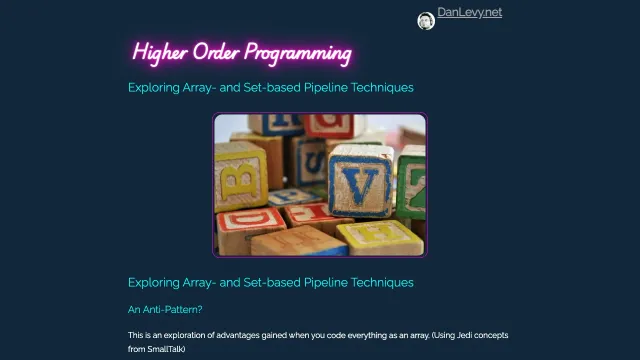 DanLevy.net
Higher Order Programming
Exploring Array- and Set-based Pipeline Techniques
G
B
S
V
Z
D
Exploring Array- and Set-based Pipeline Techniques
An Anti-Pattern?
This is an exploration of advantages gained when you code everything as an array. (Using Jedi concepts
from SmallTalk)